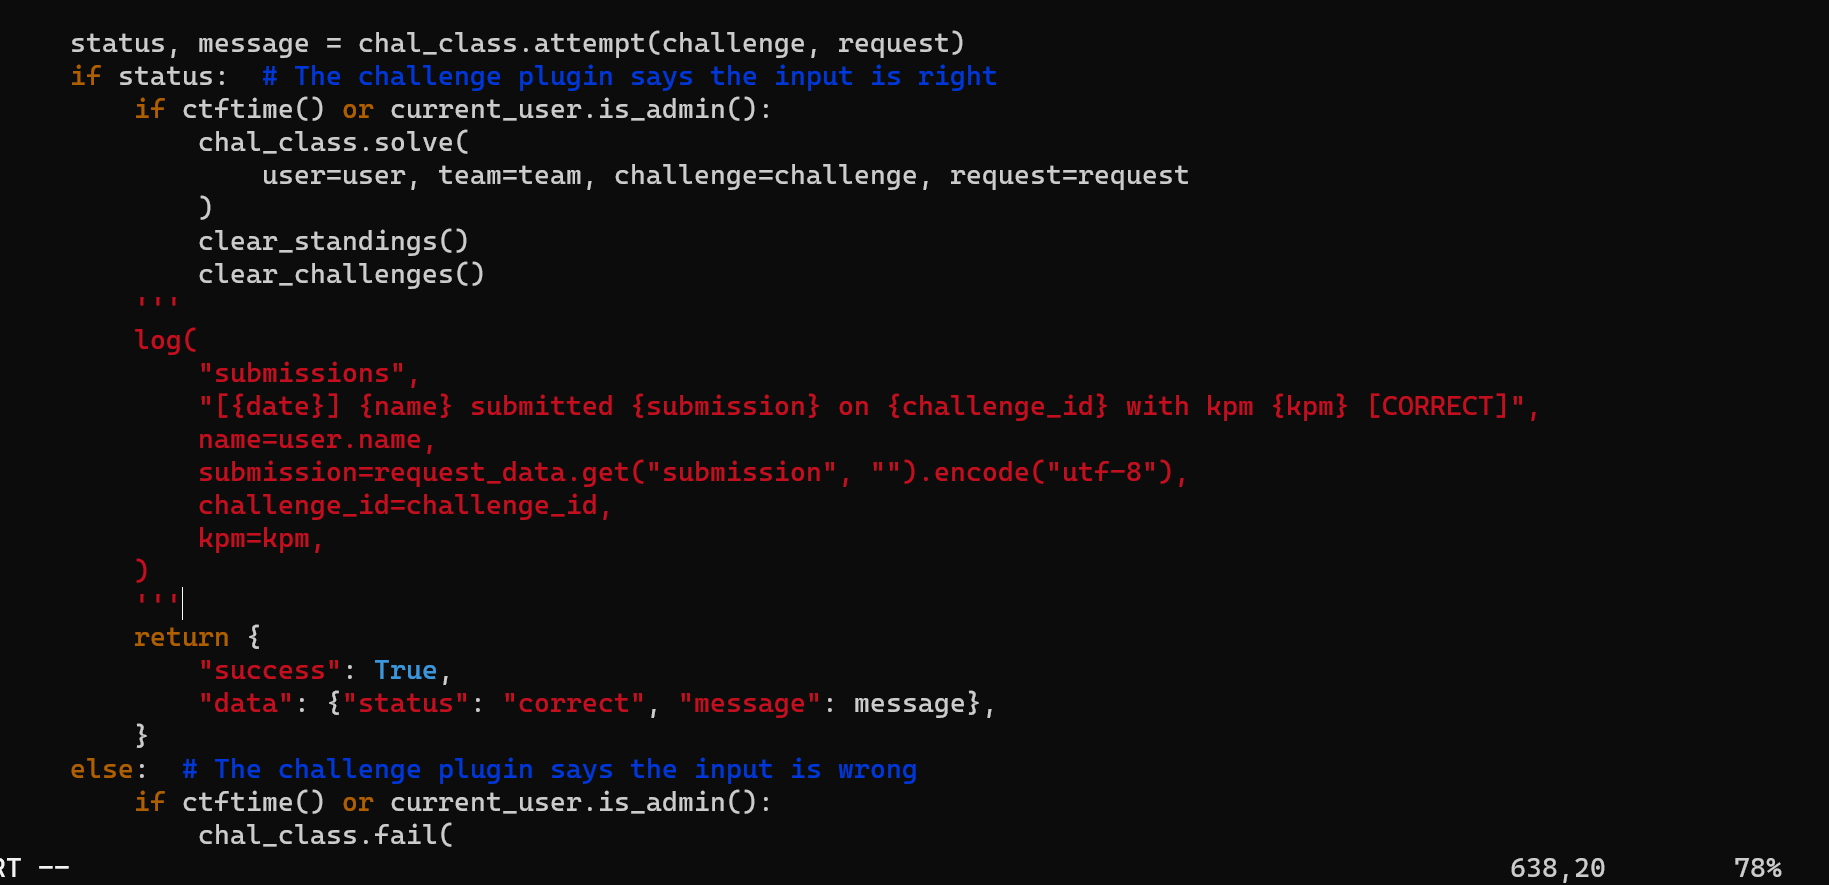 status, message = chal_class.attempt(challenge, request)
if status:  # The challenge plugin says the input is right
    if ctftime() or current_user.is_admin():
        chal_class.solve(
            user=user, team=team, challenge=challenge, request=request
        )
        clear_standings()
        clear_challenges()
    '''
    log(
        "submissions",
        "[{date}] {name} submitted {submission} on {challenge_id} with kpm {kpm} [CORRECT]",
        name=user.name,
        submission=request_data.get("submission", "").encode("utf-8"),
        challenge_id=challenge_id,
        kpm=kpm,
    )
    '''
    return {
        "success": True,
        "data": {"status": "correct", "message": message},
    }
else:  # The challenge plugin says the input is wrong
    if ctftime() or current_user.is_admin():
        chal_class.fail(
RT -- 638,20 78%